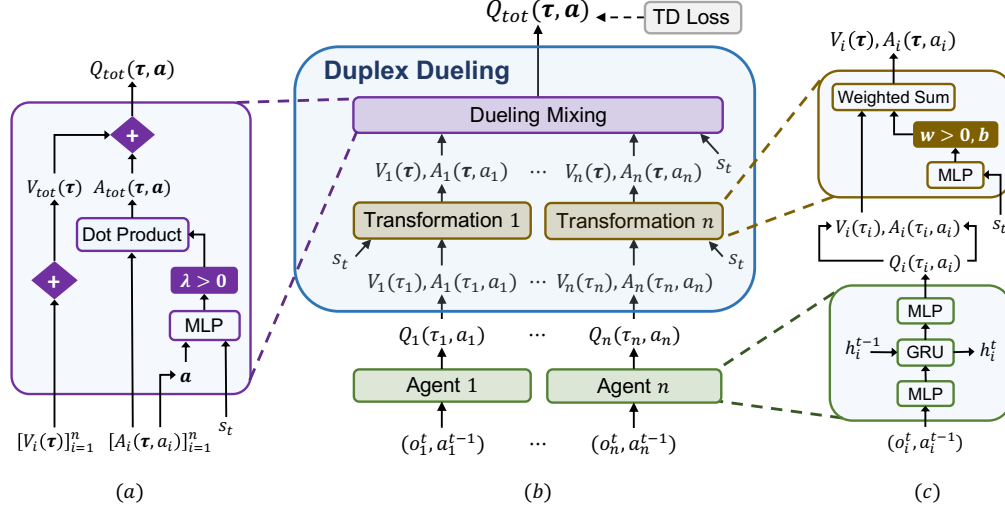 Q_tot(τ, a)
V_tot(τ)
A_tot(τ, a)
+
Dot Product
+
λ > 0
MLP
a
s_t
[V_i(τ)]_{i=1}^n
[A_i(τ, a_i)]_{i=1}^n
(a)
Q_tot(τ, a)
TD Loss
Duplex Dueling
Dueling Mixing
s_t
V_1(τ), A_1(τ, a_1) ··· V_n(τ), A_n(τ, a_n)
Transformation 1
Transformation n
s_t
s_t
V_1(τ_1), A_1(τ_1, a_1) ··· V_n(τ_n), A_n(τ_n, a_n)
Q_1(τ_1, a_1) ··· Q_n(τ_n, a_n)
Agent 1
Agent n
(o_1^t, a_1^{t-1}) ··· (o_n^t, a_n^{t-1})
(b)
V_i(τ), A_i(τ, a_i)
Weighted Sum
w > 0, b
MLP
s_t
V_i(τ_i), A_i(τ_i, a_i)
Q_i(τ_i, a_i)
MLP
h_i^{t-1}
GRU
h_i^t
MLP
(o_i^t, a_i^{t-1})
(c)